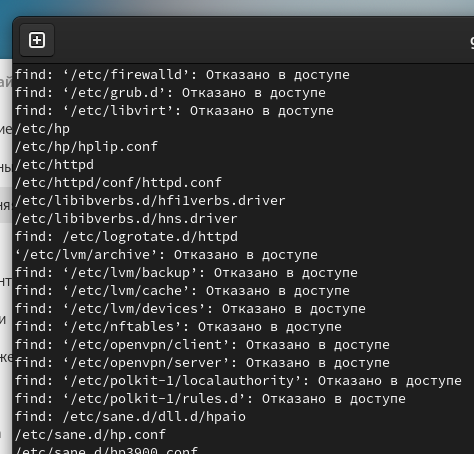 find: ‘/etc/firewalld’: Отказано в доступе
find: ‘/etc/grub.d’: Отказано в доступе
find: ‘/etc/libvirt’: Отказано в доступе
/etc/hp
/etc/hp/hplip.conf
/etc/httpd
/etc/httpd/conf/httpd.conf
/etc/libibverbs.d/hfi1verbs.driver
/etc/libibverbs.d/hns.driver
find: /etc/logrotate.d/httpd
‘/etc/lvm/archive’: Отказано в доступе
find: ‘/etc/lvm/backup’: Отказано в доступе
find: ‘/etc/lvm/cache’: Отказано в доступе
find: ‘/etc/lvm/devices’: Отказано в доступе
find: ‘/etc/nftables’: Отказано в доступе
find: ‘/etc/openvpn/client’: Отказано в доступе
find: ‘/etc/openvpn/server’: Отказано в доступе
find: ‘/etc/polkit-1/localauthority’: Отказано в доступе
find: ‘/etc/polkit-1/rules.d’: Отказано в доступе
find: /etc/sane.d/dll.d/hpaio
/etc/sane.d/hp.conf
/etc/sane.d/hp3900.conf